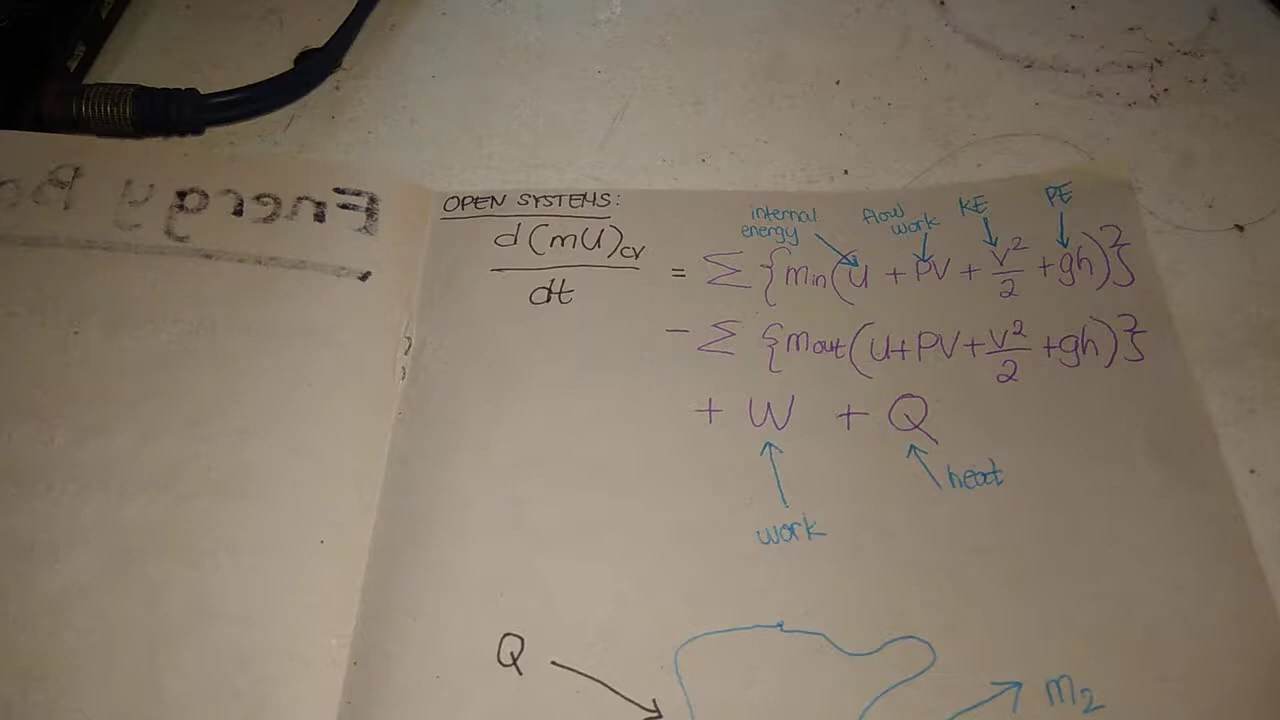 Energy
OPEN SYSTEMS:
internal energy
flow work
KE
PE
d(mU)cv/dt = Σ {min(U + PV + v²/2 + gh)}
- Σ {mout(U + PV + v²/2 + gh)}
+ W + Q
work
heat
Q
m₂